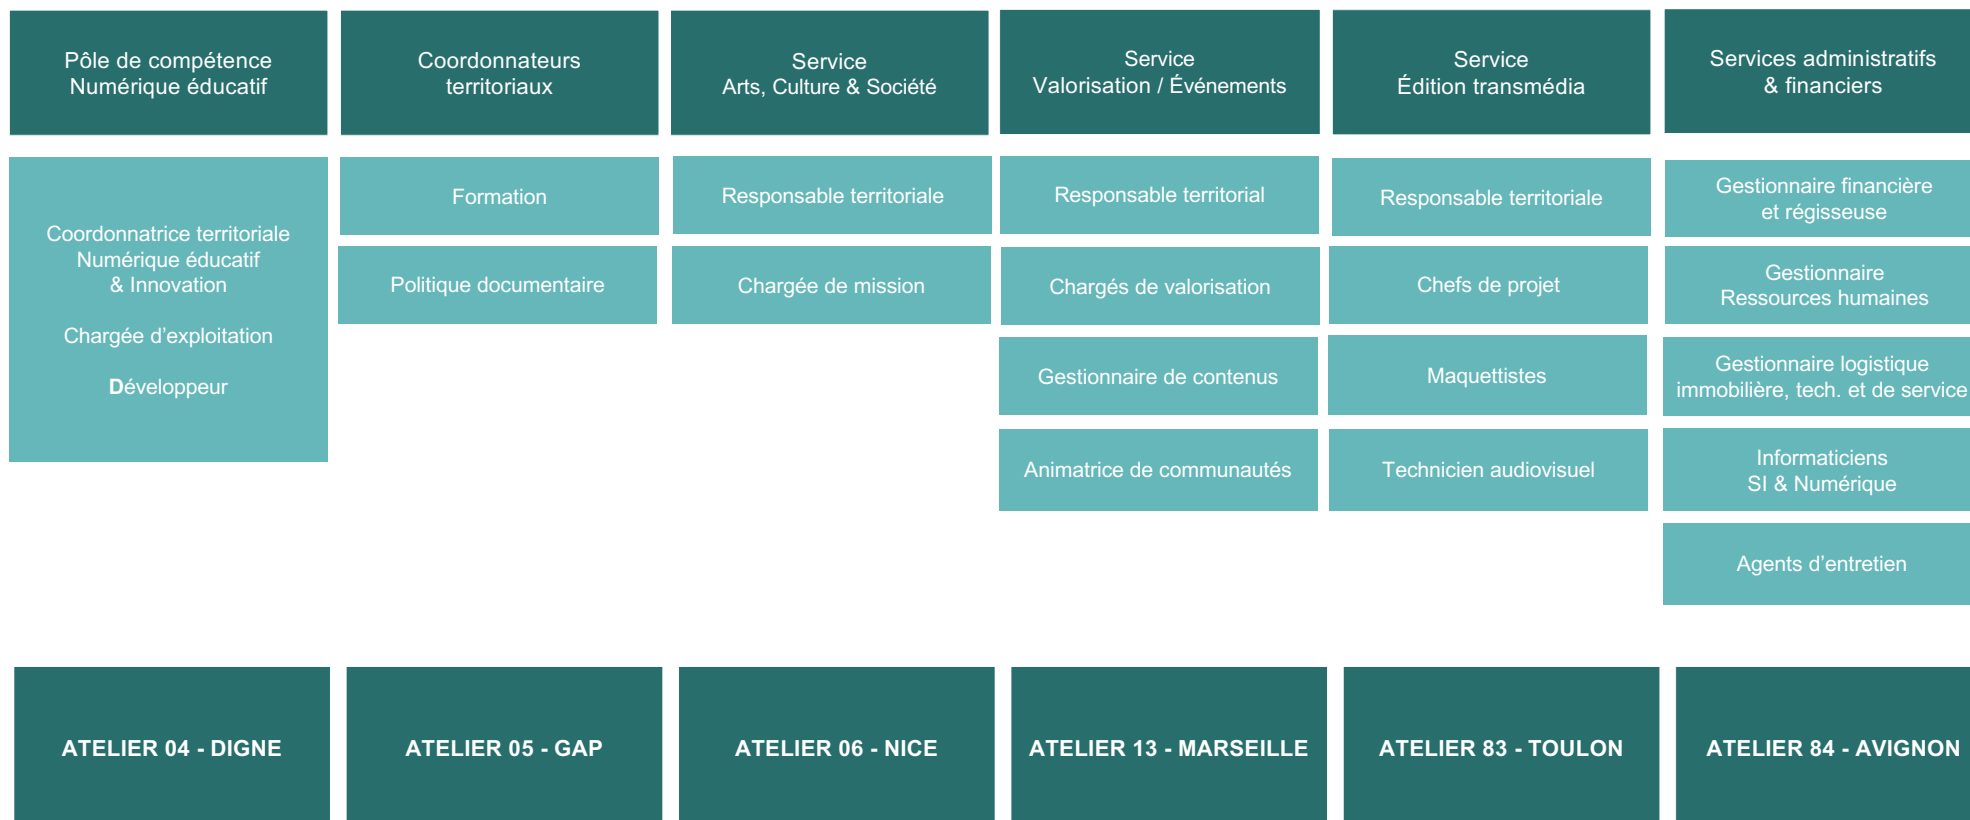 Pôle de compétence
Numérique éducatif
Coordonnateurs
territoriaux
Service
Arts, Culture & Société
Service
Valorisation / Événements
Service
Édition transmédia
Services administratifs
& financiers
Coordonnatrice territoriale
Numérique éducatif
& Innovation
Chargée d’exploitation
Développeur
Formation
Politique documentaire
Responsable territoriale
Chargée de mission
Responsable territorial
Chargés de valorisation
Gestionnaire de contenus
Animatrice de communautés
Responsable territoriale
Chefs de projet
Maquettistes
Technicien audiovisuel
Gestionnaire financière
et régisseuse
Gestionnaire
Ressources humaines
Gestionnaire logistique
immobilière, tech. et de service
Informaticiens
SI & Numérique
Agents d’entretien
ATELIER 04 - DIGNE
ATELIER 05 - GAP
ATELIER 06 - NICE
ATELIER 13 - MARSEILLE
ATELIER 83 - TOULON
ATELIER 84 - AVIGNON